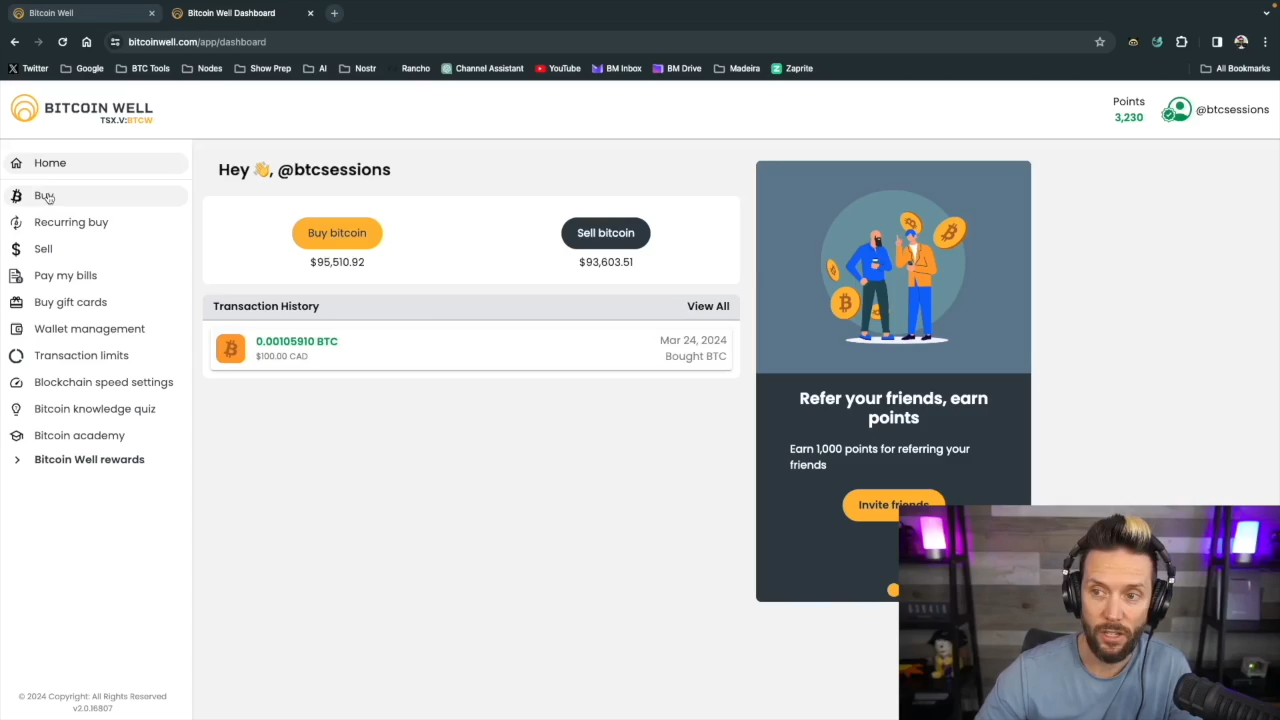 Bitcoin Well
Bitcoin Well Dashboard
bitcoinwell.com/app/dashboard
Twitter
Google
BTC Tools
Nodes
Show Prep
AI
Nostr
Rancho
Channel Assistant
YouTube
BM Inbox
BM Drive
Madeira
Zaprite
All Bookmarks
BITCOIN WELL
TSX.V:BTCW
Points
3,230
@btcsessions
Home
Buy
Recurring buy
Sell
Pay my bills
Buy gift cards
Wallet management
Transaction limits
Blockchain speed settings
Bitcoin knowledge quiz
Bitcoin academy
Bitcoin Well rewards
© 2024 Copyright: All Rights Reserved
v2.0.16807
Hey 👋, @btcsessions
Buy bitcoin
$95,510.92
Sell bitcoin
$93,603.51
Transaction History
View All
0.00105910 BTC
$100.00 CAD
Mar 24, 2024
Bought BTC
Refer your friends, earn
points
Earn 1,000 points for referring your
friends
Invite friends